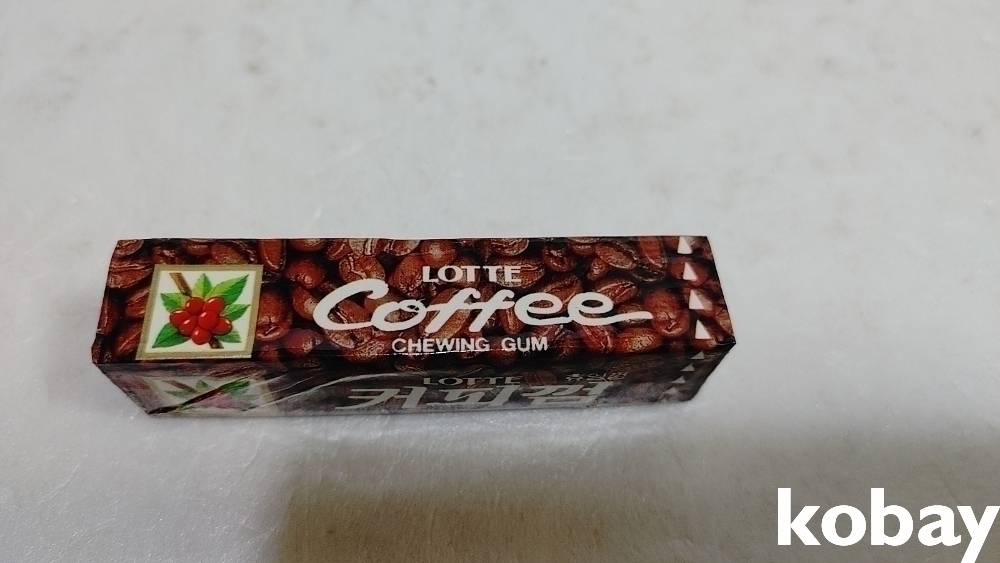 LOTTE
Coffee
CHEWING GUM
LOTTE
커피껌
kobay